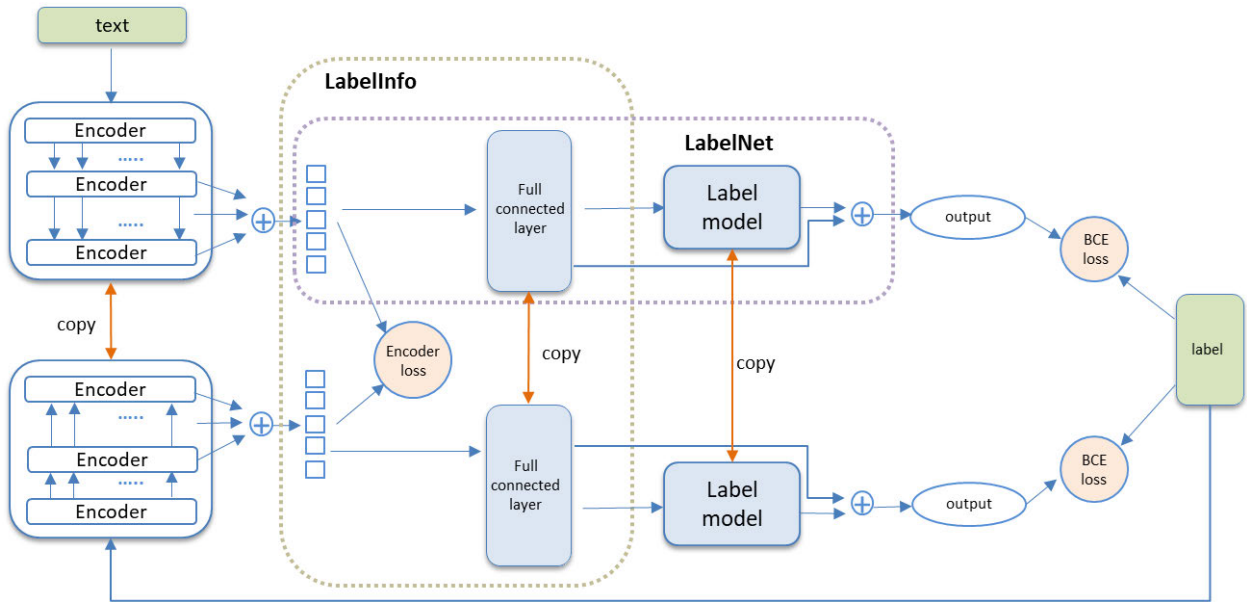 text
LabelInfo
Encoder
.....
Encoder
.....
Encoder
LabelNet
Full
connected
layer
Label
model
output
BCE
loss
copy
Encoder
loss
copy
copy
label
Encoder
.....
Encoder
.....
Encoder
Full
connected
layer
Label
model
output
BCE
loss